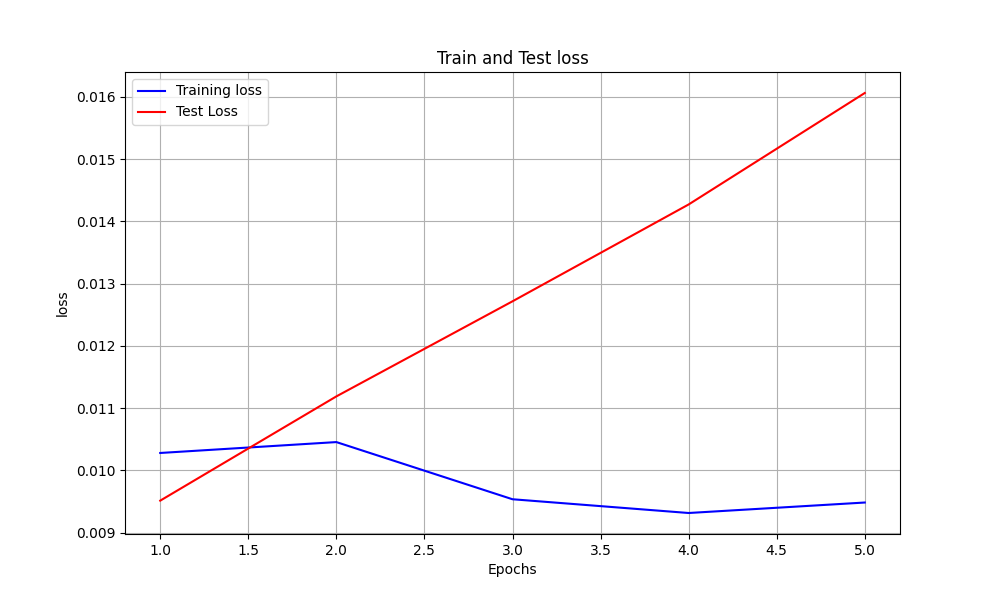 Train and Test loss
Training loss
Test Loss
0.016
0.015
0.014
0.013
0.012
0.011
0.010
0.009
loss
1.0 1.5 2.0 2.5 3.0 3.5 4.0 4.5 5.0
Epochs